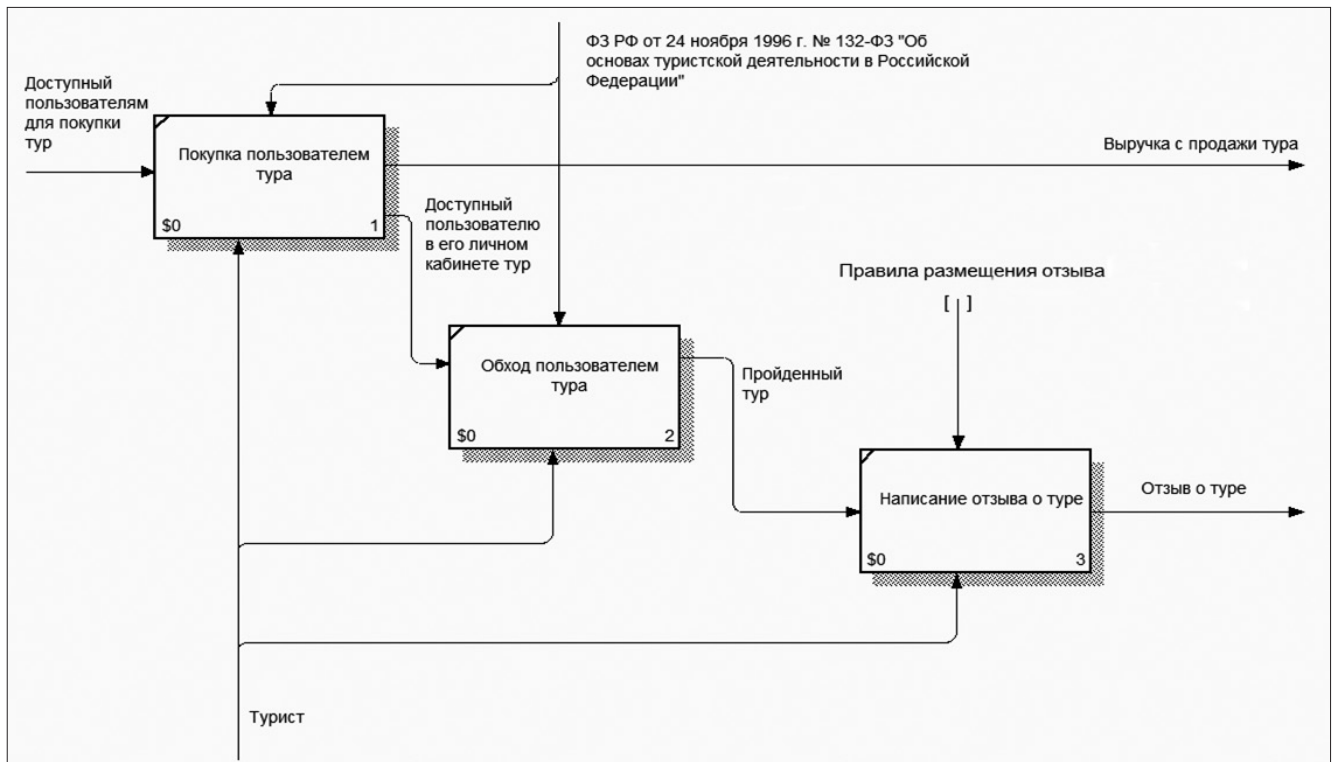 ФЗ РФ от 24 ноября 1996 г. № 132-ФЗ "Об
основах туристской деятельности в Российской
Федерации"
Доступный
пользователям
для покупки
тур
Покупка пользователем
тура
$0 1
Выручка с продажи тура
Доступный
пользователю
в его личном
кабинете тур
Правила размещения отзыва
[ ]
Обход пользователем
тура
$0 2
Пройденный
тур
Написание отзыва о туре
$0 3
Отзыв о туре
Турист